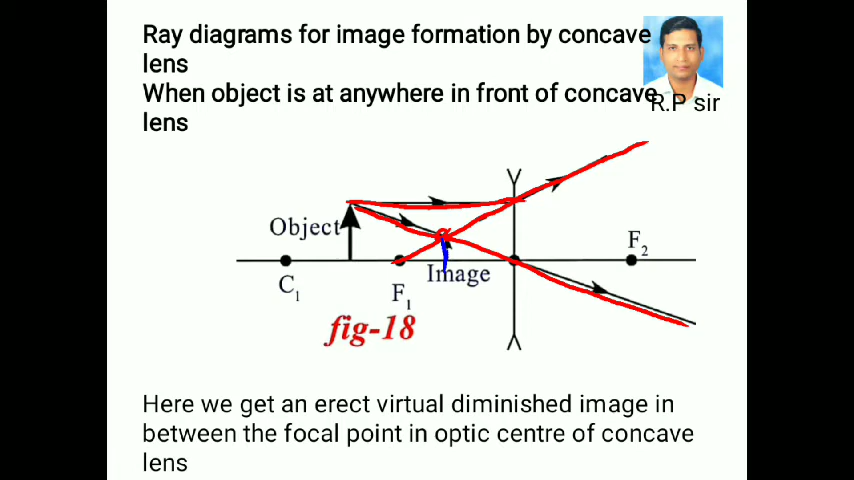 Ray diagrams for image formation by concave
lens
When object is at anywhere in front of concave
lens
R.P sir
Object
Image
F2
C1
F1
fig-18
Here we get an erect virtual diminished image in
between the focal point in optic centre of concave
lens